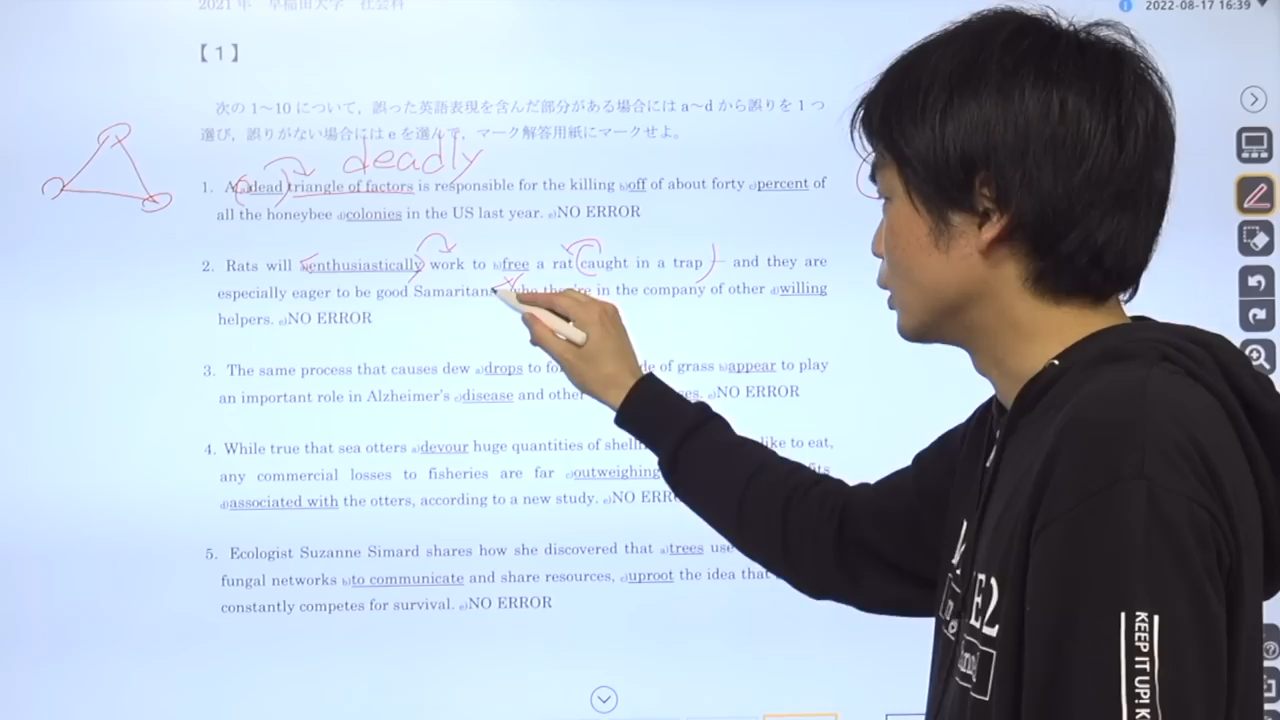 2021年 早稲田大学 社会科
2022-08-17 16:39
【1】
次の1～10について，誤った英語表現を含んだ部分がある場合にはa～dから誤りを1つ
選び，誤りがない場合にはeを選んで，マーク解答用紙にマークせよ。
deadly
1. A a)dead triangle of factors is responsible for the killing b)off of about forty c)percent of
all the honeybee d)colonies in the US last year. e)NO ERROR
2. Rats will a)enthusiastically work to b)free a rat caught in a trap, and they are
especially eager to be good Samaritans they're in the company of other d)willing
helpers. e)NO ERROR
3. The same process that causes dew a)drops to of grass b)appear to play
an important role in Alzheimer's c)disease and other e)NO ERROR
4. While true that sea otters a)devour huge quantities of like to eat,
any commercial losses to fisheries are far c)outweighing
d)associated with the otters, according to a new study. e)NO
5. Ecologist Suzanne Simard shares how she discovered that a)trees use
fungal networks b)to communicate and share resources, c)uproot the idea that
constantly competes for survival. e)NO ERROR
KEEP IT UP! K